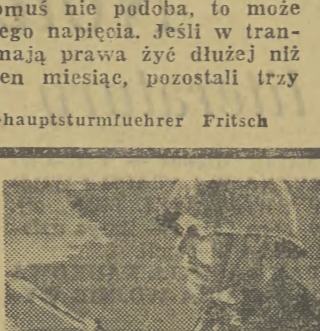 omuś nie podoba, to może
ego napięcia. Jeśli w tran-
mają prawa żyć dłużej niż
en miesiąc, pozostali trzy
-hauptsturmfuehrer Fritsch